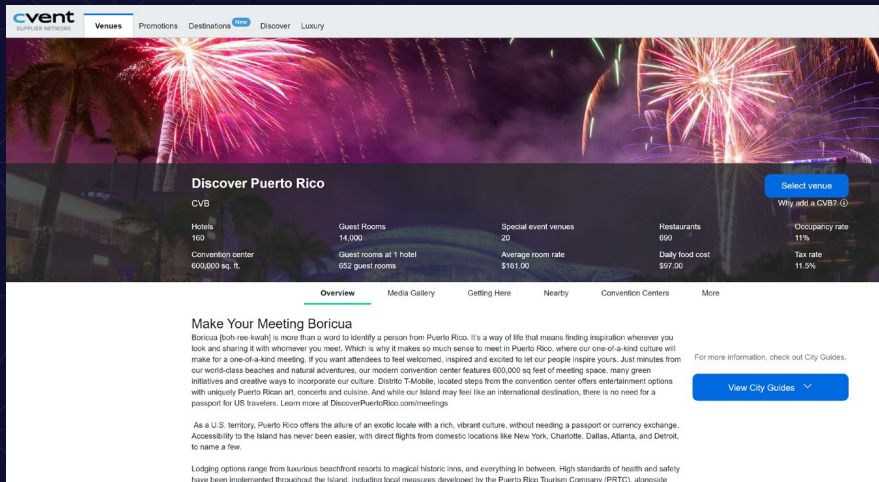 cvent
SUPPLIER NETWORK
Venues
Promotions
Destinations New
Discover
Luxury
Discover Puerto Rico
Select venue
CVB
Why add a CVB?
Hotels
160
Guest Rooms
14,000
Special event venues
20
Restaurants
690
Occupancy rate
11%
Convention center
600,000 sq. ft.
Guest rooms at 1 hotel
652 guest rooms
Average room rate
$181.00
Daily food cost
$97.00
Tax rate
11.5%
Overview
Media Gallery
Getting Here
Nearby
Convention Centers
More
Make Your Meeting Boricua
Boricua [boh-ree-kwah] is more than a word to identify a person from Puerto Rico. It's a way of life that means finding inspiration wherever you
look and sharing it with whomever you meet. Which is why it makes so much sense to meet in Puerto Rico, where our one-of-a-kind culture will
make for a one-of-a-kind meeting. If you want attendees to feel welcomed, inspired and excited to let our people inspire yours. Just minutes from
our world-class beaches and natural adventures, our modern convention center features 600,000 sq feet of meeting space, many green
initiatives and creative ways to incorporate our culture. Distrito T-Mobile, located steps from the convention center offers entertainment options
with uniquely Puerto Rican art, concerts and cuisine. And while our Island may feel like an international destination, there is no need for a
passport for US travelers. Learn more at DiscoverPuertoRico.com/meetings
For more information, check out City Guides.
View City Guides
As a U.S. territory, Puerto Rico offers the allure of an exotic locale with a rich, vibrant culture, without needing a passport or currency exchange.
Accessibility to the Island has never been easier, with direct flights from domestic locations like New York, Charlotte, Dallas, Atlanta, and Detroit,
to name a few.
Lodging options range from luxurious beachfront resorts to magical historic inns, and everything in between. High standards of health and safety
have been implemented throughout the Island, including local measures developed by the Puerto Rico Tourism Company (PRTC), alongside